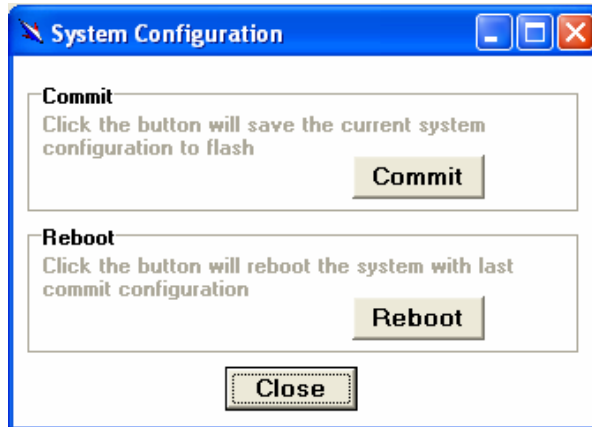 System Configuration
Commit
Click the button will save the current system
configuration to flash
Commit
Reboot
Click the button will reboot the system with last
commit configuration
Reboot
Close